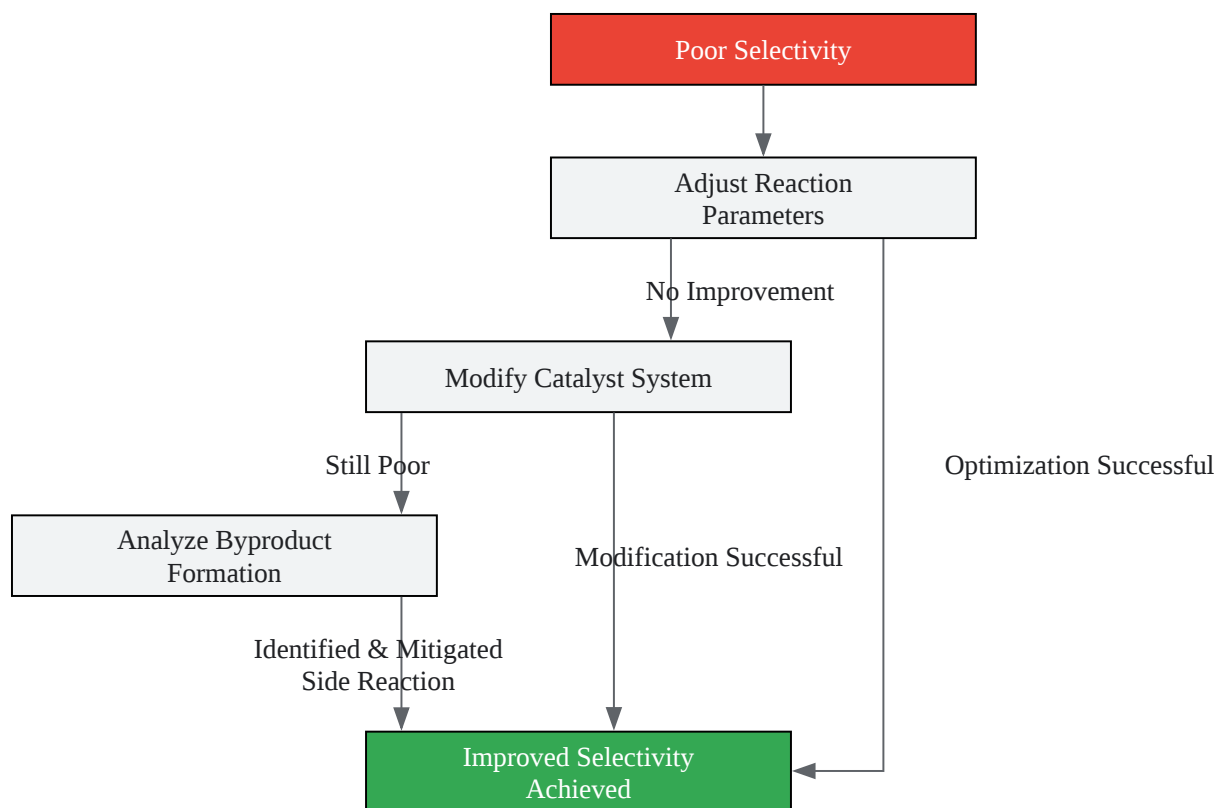 Poor Selectivity
Adjust Reaction
Parameters
No Improvement
Modify Catalyst System
Still Poor
Optimization Successful
Analyze Byproduct
Formation
Modification Successful
Identified & Mitigated
Side Reaction
Improved Selectivity
Achieved